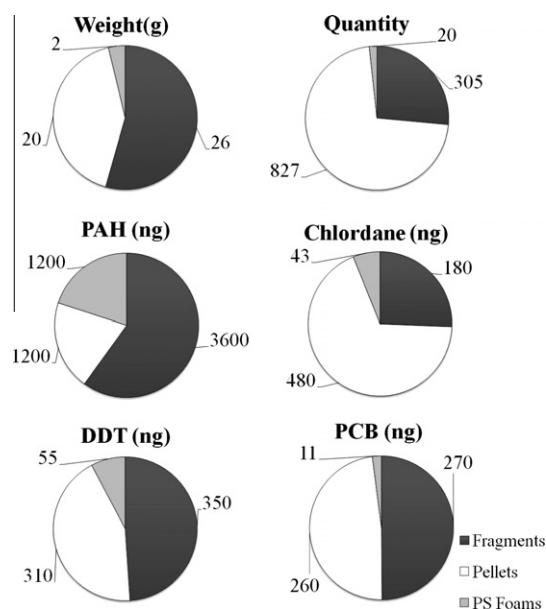 Weight(g)
2
20
26
Quantity
20
305
827
PAH (ng)
1200
1200
3600
Chlordane (ng)
43
180
480
DDT (ng)
55
350
310
PCB (ng)
11
270
260
Fragments
Pellets
PS Foams